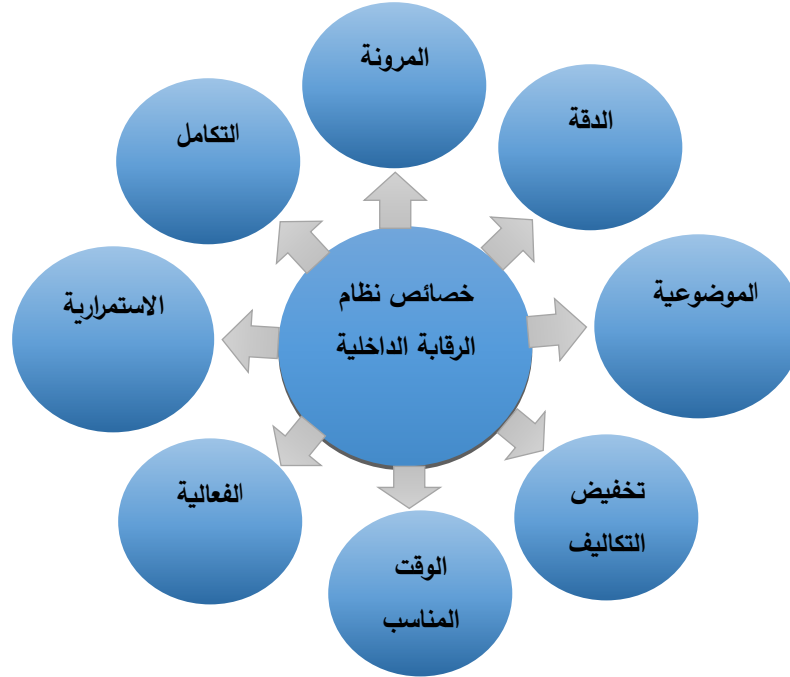 المرونة
الدقة
التكامل
الموضوعية
الاستمرارية
خصائص نظام
الرقابة الداخلية
تخفيض
التكاليف
الفعالية
الوقت
المناسب